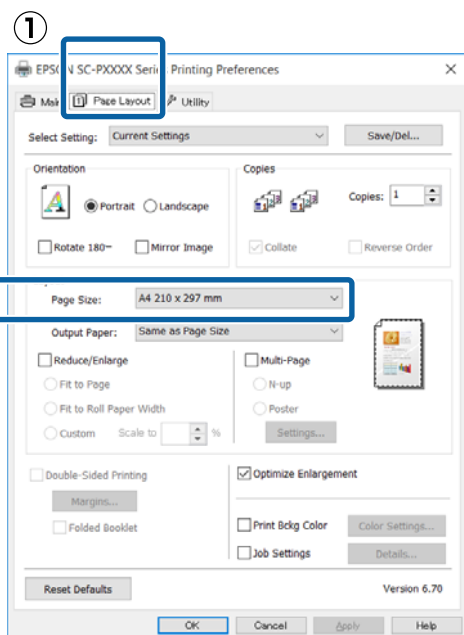 ①
EPSON SC-PXXXX Series Printing Preferences
Main Page Layout Utility
Select Setting: Current Settings Save/Del...
Orientation Copies
A Portrait Landscape Copies: 1
Rotate 180° Mirror Image Collate Reverse Order
Page Size: A4 210 x 297 mm
Output Paper: Same as Page Size
Reduce/Enlarge Multi-Page
Fit to Page N-up
Fit to Roll Paper Width Poster
Custom Scale to % Settings...
Double-Sided Printing Optimize Enlargement
Margins...
Folded Booklet Print Bckg Color Color Settings...
Job Settings Details...
Reset Defaults Version 6.70
OK Cancel Apply Help